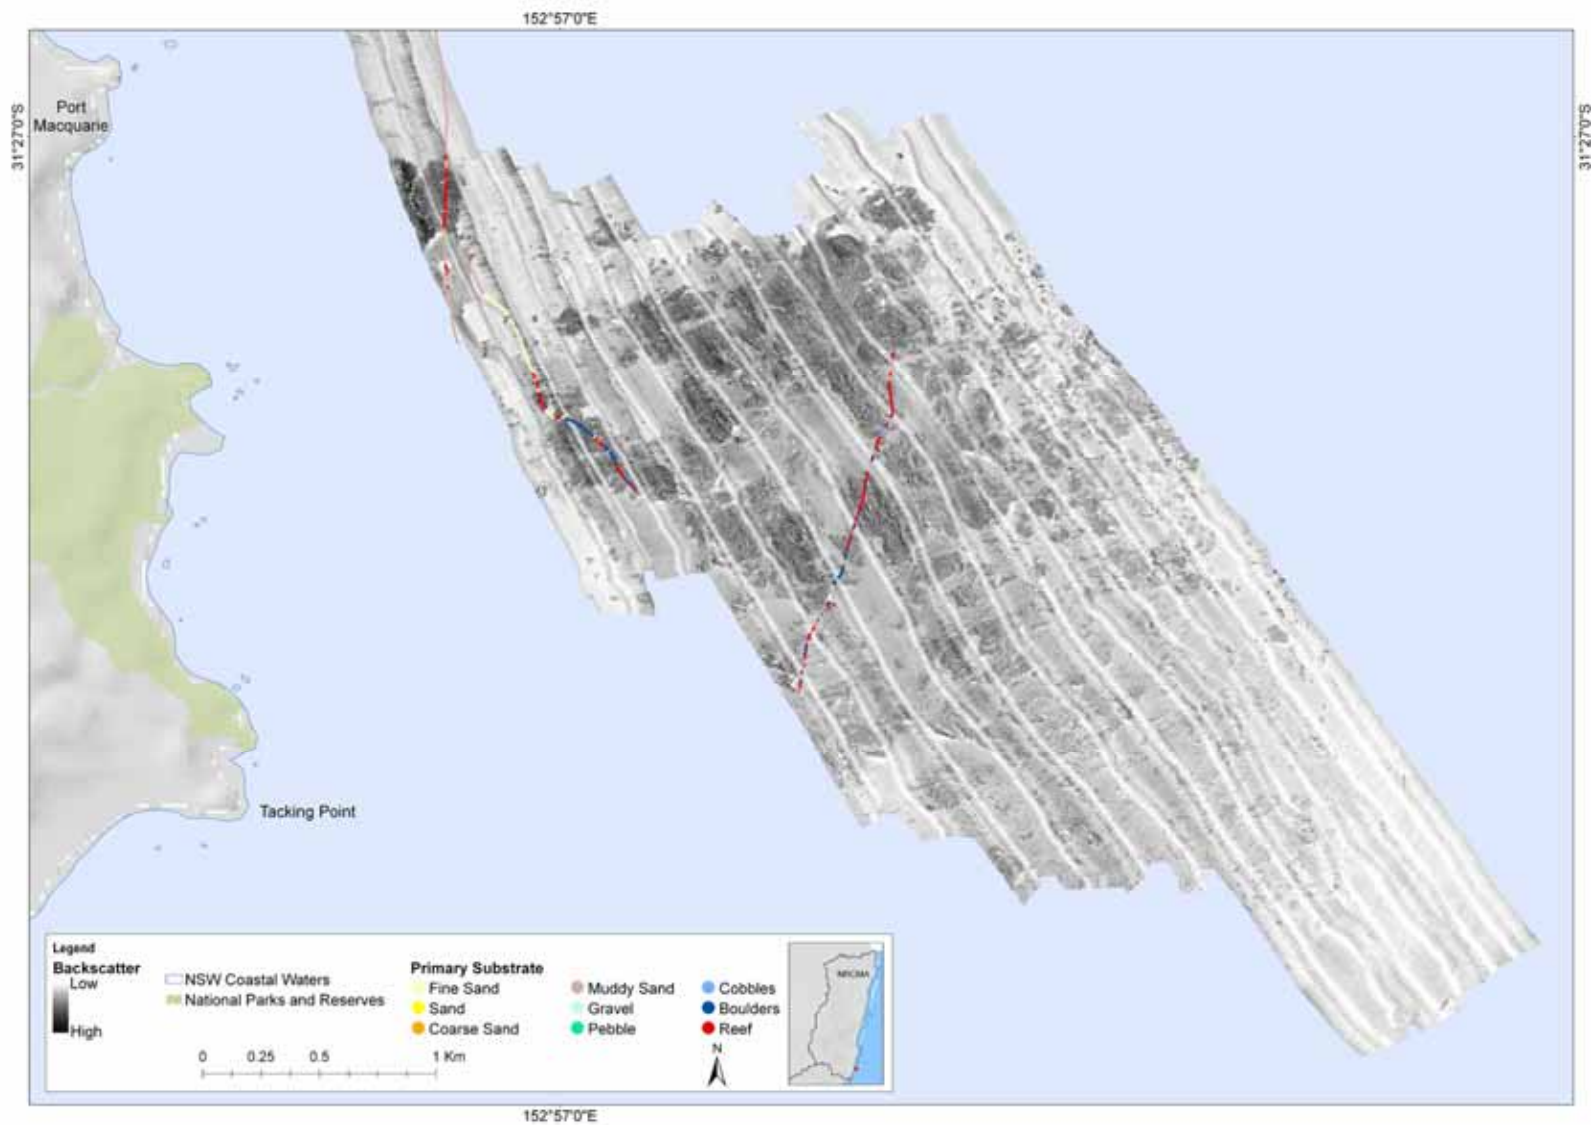 152°57'0"E
31°27'0"S
31°27'0"S
Port
Macquarie
Tacking Point
Legend
Backscatter
Low
High
NSW Coastal Waters
National Parks and Reserves
0 0.25 0.5 1 Km
Primary Substrate
Fine Sand
Sand
Coarse Sand
Muddy Sand
Gravel
Pebble
Cobbles
Boulders
Reef
N
NRCMA
152°57'0"E